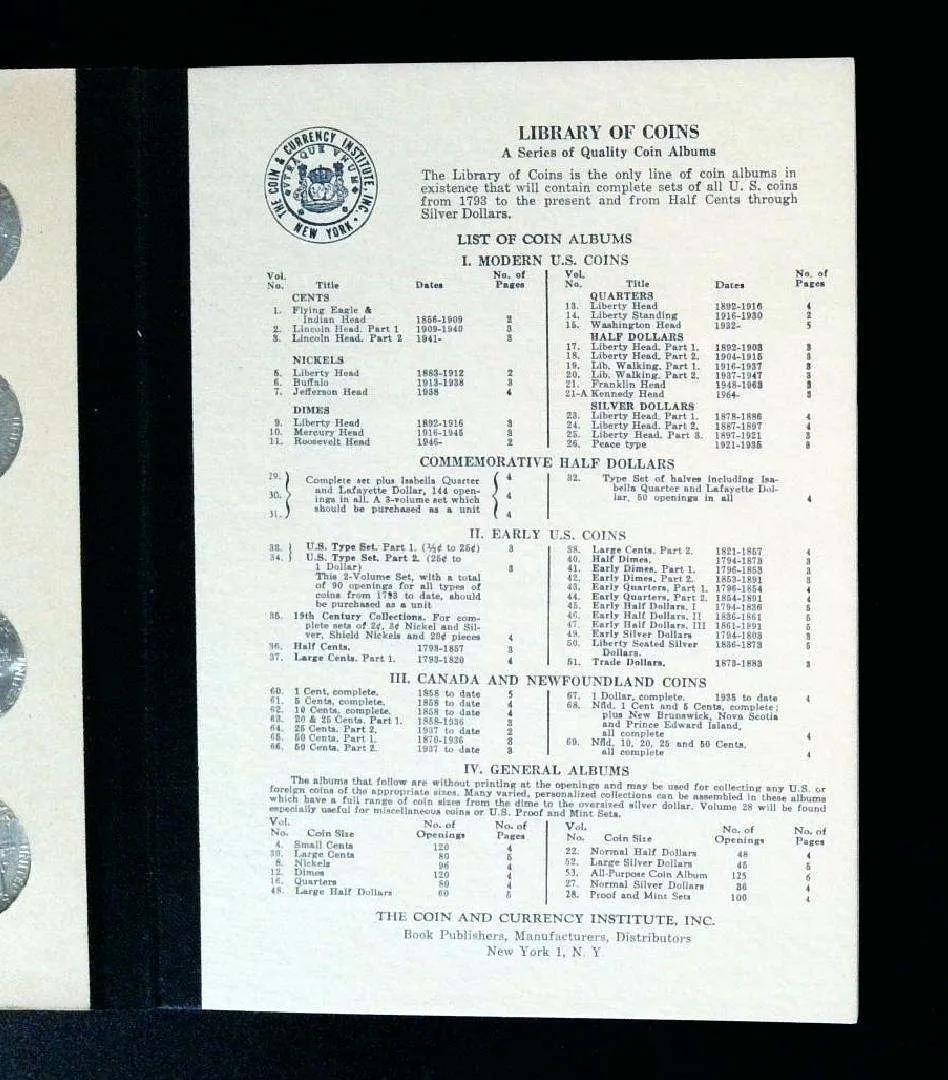 THE COIN & CURRENCY INSTITUTE, INC.
NEW YORK
LIBRARY OF COINS
A Series of Quality Coin Albums
The Library of Coins is the only line of coin albums in
existence that will contain complete sets of all U. S. coins
from 1793 to the present and from Half Cents through
Silver Dollars.
LIST OF COIN ALBUMS
I. MODERN U.S. COINS
Vol. No. of
No. Title Dates Pages
CENTS
1. Flying Eagle &
Indian Head 1856-1909 2
2. Lincoln Head. Part 1 1909-1940 3
3. Lincoln Head. Part 2 1941- 3
NICKELS
5. Liberty Head 1883-1912 2
6. Buffalo 1913-1938 3
7. Jefferson Head 1938 4
DIMES
9. Liberty Head 1892-1916 3
10. Mercury Head 1916-1945 3
11. Roosevelt Head 1946- 2
Vol. No. of
No. Title Dates Pages
QUARTERS
13. Liberty Head 1892-1916 4
14. Liberty Standing 1916-1930 2
15. Washington Head 1932- 5
HALF DOLLARS
17. Liberty Head. Part 1. 1892-1903 3
18. Liberty Head. Part 2. 1904-1915 3
19. Lib. Walking. Part 1. 1916-1937 3
20. Lib. Walking. Part 2. 1937-1947 3
21. Franklin Head 1948-1963 3
21-A Kennedy Head 1964- 3
SILVER DOLLARS
23. Liberty Head. Part 1. 1878-1886 4
24. Liberty Head. Part 2. 1887-1897 4
25. Liberty Head. Part 3. 1897-1921 3
26. Peace type 1921-1935 3
COMMEMORATIVE HALF DOLLARS
29. 4
Complete set plus Isabella Quarter
and Lafayette Dollar, 144 open-
30. ings in all. A 3-volume set which 4
should be purchased as a unit
31. 4
32. Type Set of halves including Isa-
bella Quarter and Lafayette Dol-
lar, 50 openings in all 4
II. EARLY U.S. COINS
33. U.S. Type Set. Part 1. (½¢ to 25¢) 3
34. U.S. Type Set. Part 2. (25¢ to
1 Dollar) 3
This 2-Volume Set, with a total
of 90 openings for all types of
coins from 1793 to date, should
be purchased as a unit
35. 19th Century Collections. For com-
plete sets of 2¢, 3¢ Nickel and Sil-
ver, Shield Nickels and 20¢ pieces 4
36. Half Cents. 1793-1857 3
37. Large Cents. Part 1. 1793-1820 4
38. Large Cents. Part 2. 1821-1857 4
40. Half Dimes. 1794-1873 3
41. Early Dimes. Part 1. 1796-1853 3
42. Early Dimes. Part 2. 1853-1891 3
43. Early Quarters, Part 1. 1796-1854 4
44. Early Quarters, Part 2. 1854-1891 4
45. Early Half Dollars. I 1794-1836 5
46. Early Half Dollars. II 1836-1861 5
47. Early Half Dollars. III 1861-1891 5
49. Early Silver Dollars 1794-1803 3
50. Liberty Seated Silver 1836-1873 5
Dollars.
51. Trade Dollars. 1873-1883 3
III. CANADA AND NEWFOUNDLAND COINS
60. 1 Cent, complete. 1858 to date 5
61. 5 Cents, complete. 1858 to date 4
62. 10 Cents, complete. 1858 to date 4
63. 20 & 25 Cents. Part 1. 1858-1936 3
64. 25 Cents. Part 2. 1937 to date 2
65. 50 Cents. Part 1. 1870-1936 3
66. 50 Cents. Part 2. 1937 to date 3
67. 1 Dollar, complete. 1935 to date 4
68. Nfld. 1 Cent and 5 Cents, complete;
plus New Brunswick, Nova Scotia
and Prince Edward Island,
all complete 4
69. Nfld. 10, 20, 25 and 50 Cents.
all complete 4
IV. GENERAL ALBUMS
The albums that follow are without printing at the openings and may be used for collecting any U.S. or
foreign coins of the appropriate sizes. Many varied, personalized collections can be assembled in these albums
which have a full range of coin sizes from the dime to the oversized silver dollar. Volume 28 will be found
especially useful for miscellaneous coins or U.S. Proof and Mint Sets.
Vol. No. of No. of
No. Coin Size Openings Pages
4. Small Cents 120 4
39. Large Cents 80 5
8. Nickels 96 4
12. Dimes 120 4
16. Quarters 80 4
48. Large Half Dollars 60 5
Vol. No. of No. of
No. Coin Size Openings Pages
22. Normal Half Dollars 48 4
52. Large Silver Dollars 45 5
53. All-Purpose Coin Album 125 6
27. Normal Silver Dollars 36 4
28. Proof and Mint Sets 100 4
THE COIN AND CURRENCY INSTITUTE, INC.
Book Publishers, Manufacturers, Distributors
New York 1, N. Y.